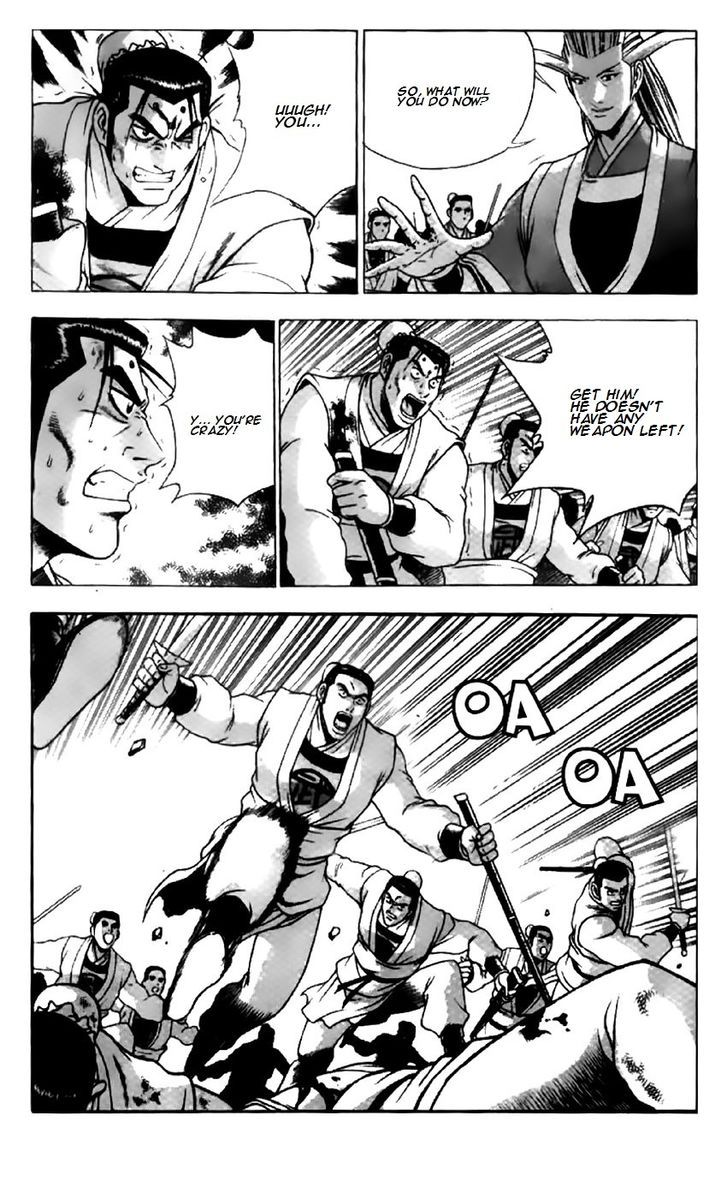 UUUGH!
YOU...
SO, WHAT WILL
YOU DO NOW?
Y... YOU'RE
CRAZY!
GET HIM!
HE DOESN'T
HAVE ANY
WEAPON LEFT!
OA
OA